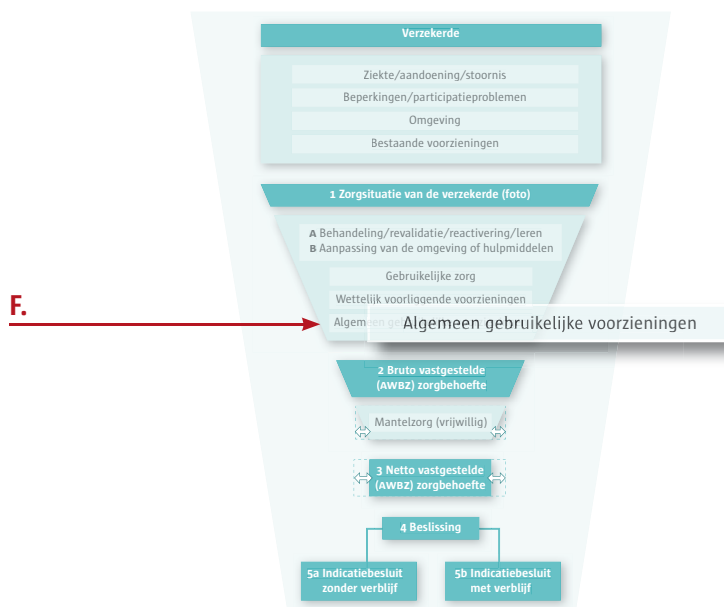 Verzekerde
Ziekte/aandoening/stoornis
Beperkingen/participatieproblemen
Omgeving
Bestaande voorzieningen
1 Zorgsituatie van de verzekerde (foto)
A Behandeling/revalidatie/reactivering/leren
B Aanpassing van de omgeving of hulpmiddelen
Gebruikelijke zorg
Wettelijk voorliggende voorzieningen
F.
Algemeen gebruikelijke voorzieningen
2 Bruto vastgestelde
(AWBZ) zorgbehoefte
Mantelzorg (vrijwillig)
3 Netto vastgestelde
(AWBZ) zorgbehoefte
4 Beslissing
5a Indicatiebesluit
zonder verblijf
5b Indicatiebesluit
met verblijf